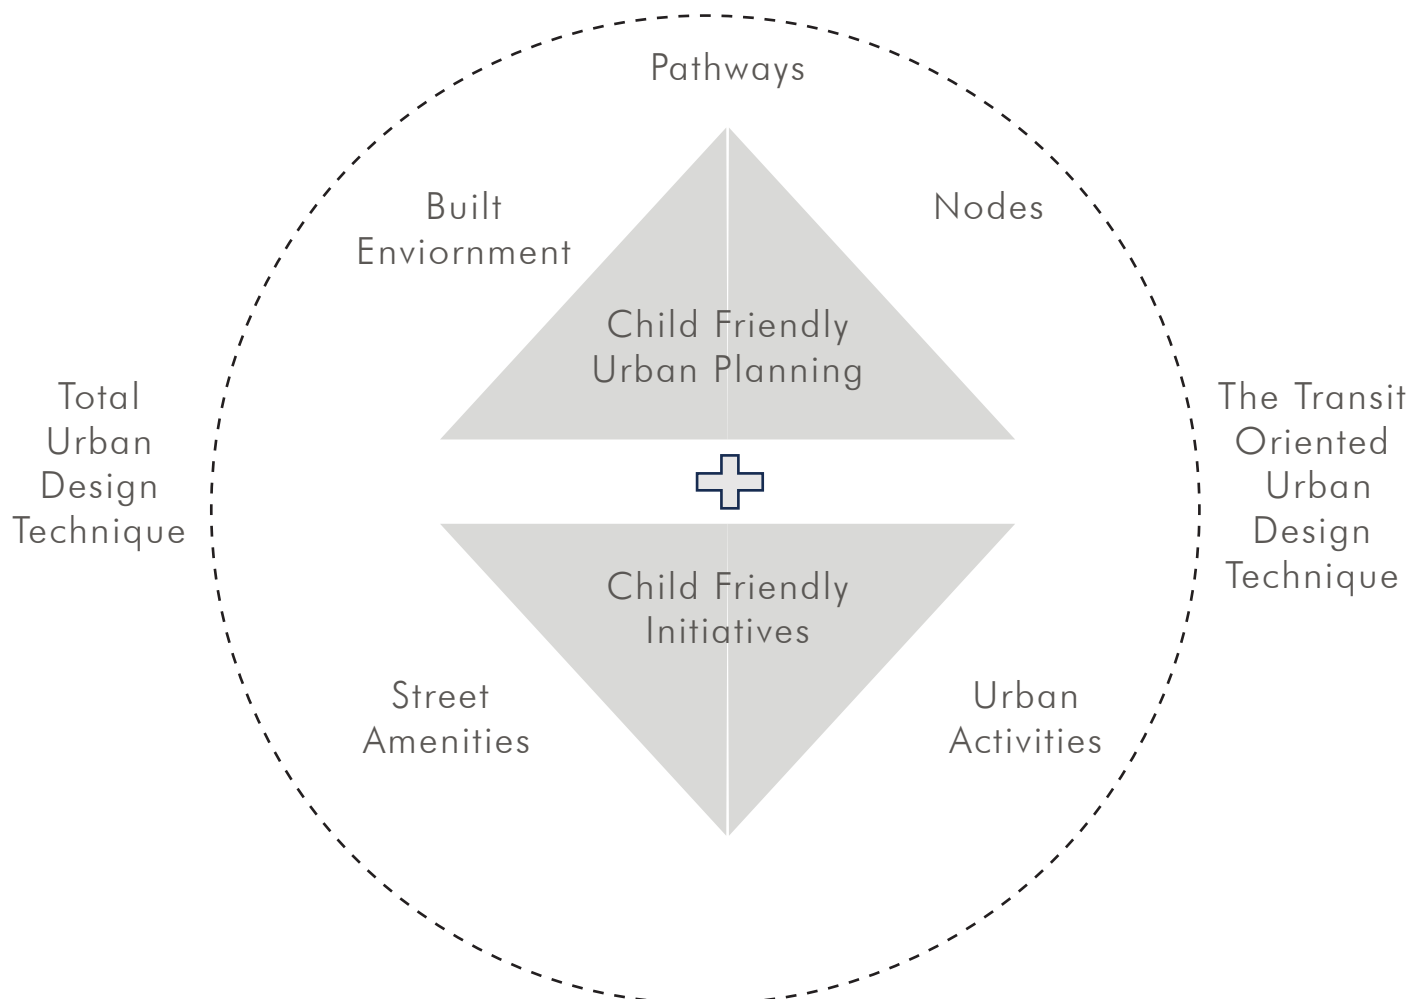 Pathways
Built
Enviornment
Nodes
Child Friendly
Urban Planning
Total
Urban
Design
Technique
The Transit
Oriented
Urban
Design
Technique
Child Friendly
Initiatives
Street
Amenities
Urban
Activities